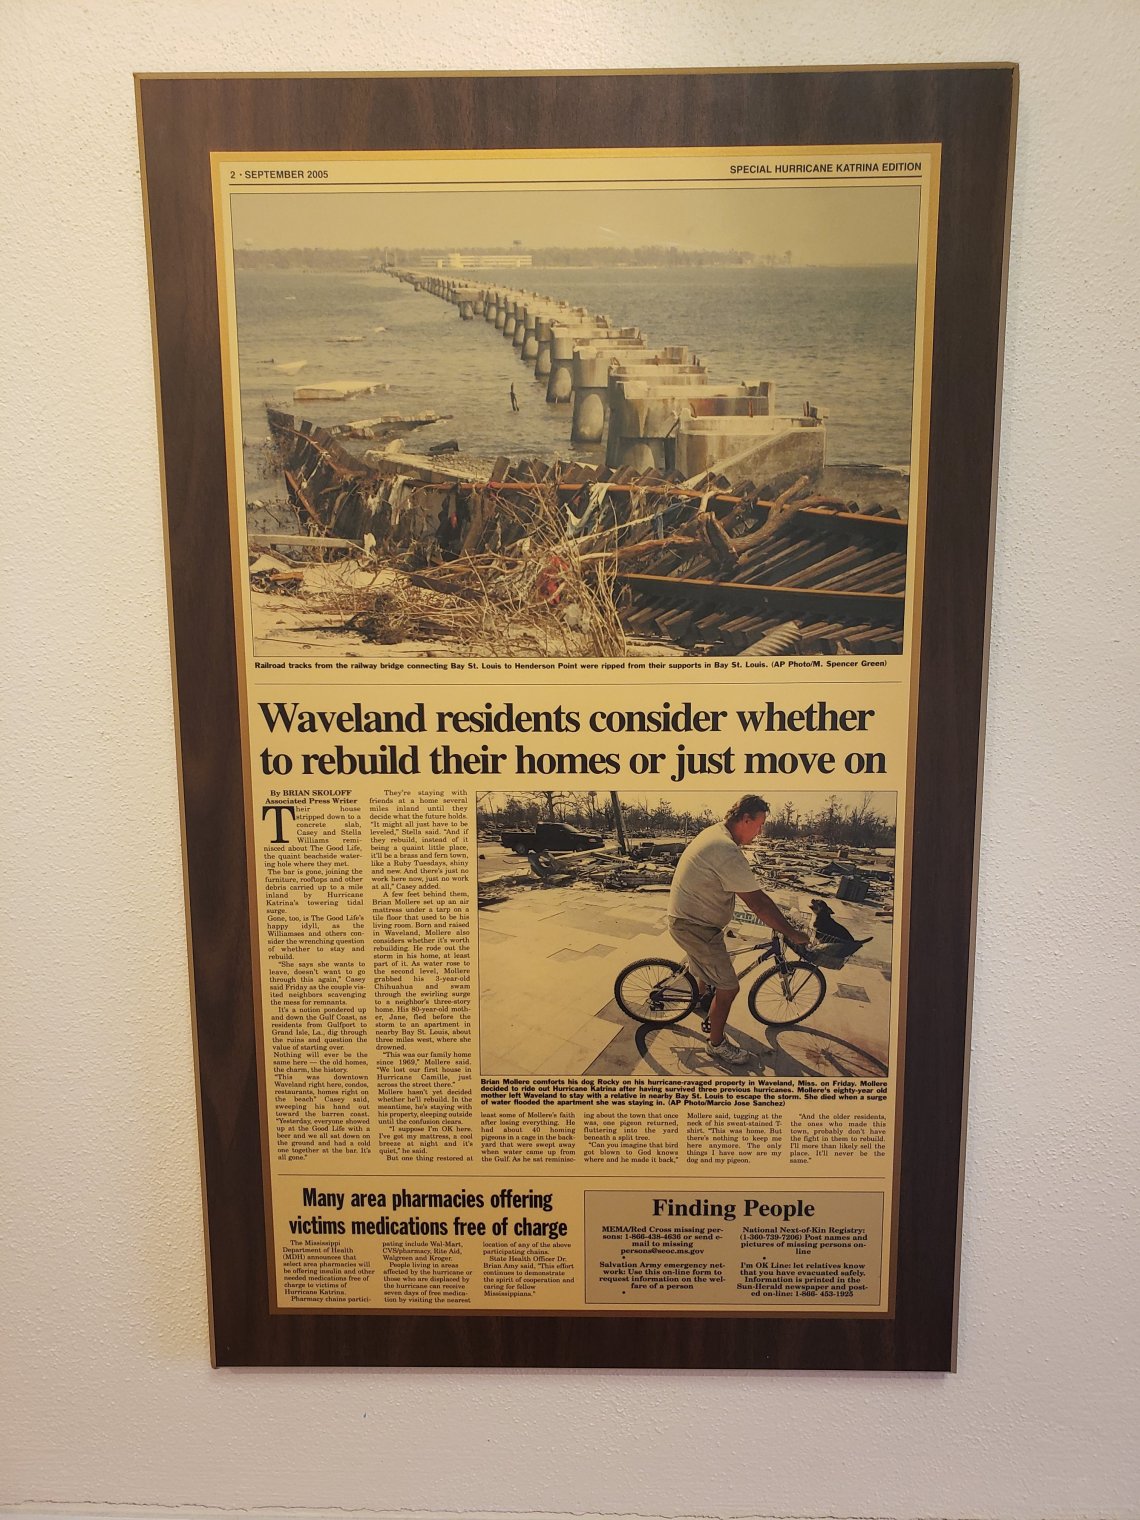 2 • SEPTEMBER 2005
SPECIAL HURRICANE KATRINA EDITION
Railroad tracks from the railway bridge connecting Bay St. Louis to Henderson Point were ripped from their supports in Bay St. Louis. (AP Photo/M. Spencer Green)
Waveland residents consider whether
to rebuild their homes or just move on
By BRIAN SKOLOFF
Associated Press Writer
Their house
stripped down to a
concrete slab,
Casey and Stella
Williams remi-
nisced about The Good Life,
the quaint beachside water-
ing hole where they met.
The bar is gone, joining the
furniture, rooftops and other
debris carried up to a mile
inland by Hurricane
Katrina's towering tidal
surge.
Gone, too, is The Good Life's
happy idyll, as the
Williamses and others con-
sider the wrenching question
of whether to stay and
rebuild.
"She says she wants to
leave, doesn't want to go
through this again," Casey
said Friday as the couple vis-
ited neighbors scavenging
the mess for remnants.
It's a notion pondered up
and down the Gulf Coast, as
residents from Gulfport to
Grand Isle, La., dig through
the ruins and question the
value of starting over.
Nothing will ever be the
same here — the old homes,
the charm, the history.
"This was downtown
Waveland right here, condos,
restaurants, homes right on
the beach" Casey said,
sweeping his hand out
toward the barren coast.
"Yesterday, everyone showed
up at the Good Life with a
beer and we all sat down on
the ground and had a cold
one together at the bar. It's
all gone."
They're staying with
friends at a home several
miles inland until they
decide what the future holds.
"It might all just have to be
leveled," Stella said. "And if
they rebuild, instead of it
being a quaint little place,
it'll be a brass and fern town,
like a Ruby Tuesdays, shiny
and new. And there's just no
work here now, just no work
at all," Casey added.
A few feet behind them,
Brian Mollere set up an air
mattress under a tarp on a
tile floor that used to be his
living room. Born and raised
in Waveland, Mollere also
considers whether it's worth
rebuilding. He rode out the
storm in his home, at least
part of it. As water rose to
the second level, Mollere
grabbed his 3-year-old
Chihuahua and swam
through the swirling surge
to a neighbor's three-story
home. His 80-year-old moth-
er, Jane, fled before the
storm to an apartment in
nearby Bay St. Louis, about
three miles west, where she
drowned.
"This was our family home
since 1969," Mollere said.
"We lost our first house in
Hurricane Camille, just
across the street there."
Mollere hasn't yet decided
whether he'll rebuild. In the
meantime, he's staying with
his property, sleeping outside
until the confusion clears.
"I suppose I'm OK here.
I've got my mattress, a cool
breeze at night and it's
quiet," he said.
But one thing restored at
Brian Mollere comforts his dog Rocky on his hurricane-ravaged property in Waveland, Miss. on Friday. Mollere
decided to ride out Hurricane Katrina after having survived three previous hurricanes. Mollere's eighty-year old
mother left Waveland to stay with a relative in nearby Bay St. Louis to escape the storm. She died when a surge
of water flooded the apartment she was staying in. (AP Photo/Marcio Jose Sanchez)
least some of Mollere's faith
after losing everything. He
had about 40 homing
pigeons in a cage in the back-
yard that were swept away
when water came up from
the Gulf. As he sat reminisc-
ing about the town that once
was, one pigeon returned,
fluttering into the yard
beneath a split tree.
"Can you imagine that bird
got blown to God knows
where and he made it back,"
Mollere said, tugging at the
neck of his sweat-stained T-
shirt. "This was home. But
there's nothing to keep me
here anymore. The only
things I have now are my
dog and my pigeon.
"And the older residents,
the ones who made this
town, probably don't have
the fight in them to rebuild.
I'll more than likely sell the
place. It'll never be the
same."
Many area pharmacies offering
victims medications free of charge
The Mississippi
Department of Health
(MDH) announces that
select area pharmacies will
be offering insulin and other
needed medications free of
charge to victims of
Hurricane Katrina.
Pharmacy chains partici-
pating include Wal-Mart,
CVS/pharmacy, Rite Aid,
Walgreen and Kroger.
People living in areas
affected by the hurricane or
those who are displaced by
the hurricane can receive
seven days of free medica-
tion by visiting the nearest
location of any of the above
participating chains.
State Health Officer Dr.
Brian Amy said, "This effort
continues to demonstrate
the spirit of cooperation and
caring for fellow
Mississippians."
Finding People
MEMA/Red Cross missing per-
sons: 1-866-438-4636 or send e-
mail to missing
persons@seoc.ms.gov
•
Salvation Army emergency net-
work: Use this on-line form to
request information on the wel-
fare of a person
•
National Next-of-Kin Registry:
(1-360-739-7206) Post names and
pictures of missing persons on-
line
•
I'm OK Line: let relatives know
that you have evacuated safely.
Information is printed in the
Sun-Herald newspaper and post-
ed on-line: 1-866- 453-1925